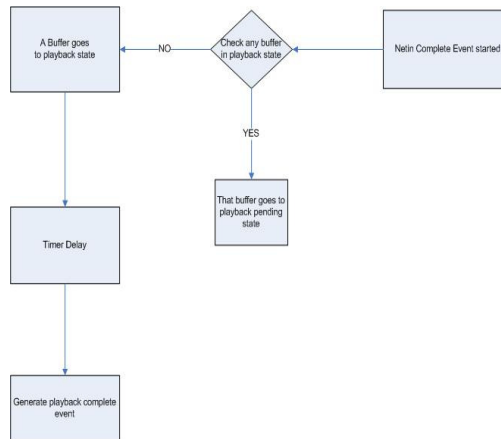 A Buffer goes
to playback state
NO
Check any buffer
in playback state
Netin Complete Event started
YES
That buffer goes to
playback pending
state
Timer Delay
Generate playback complete
event